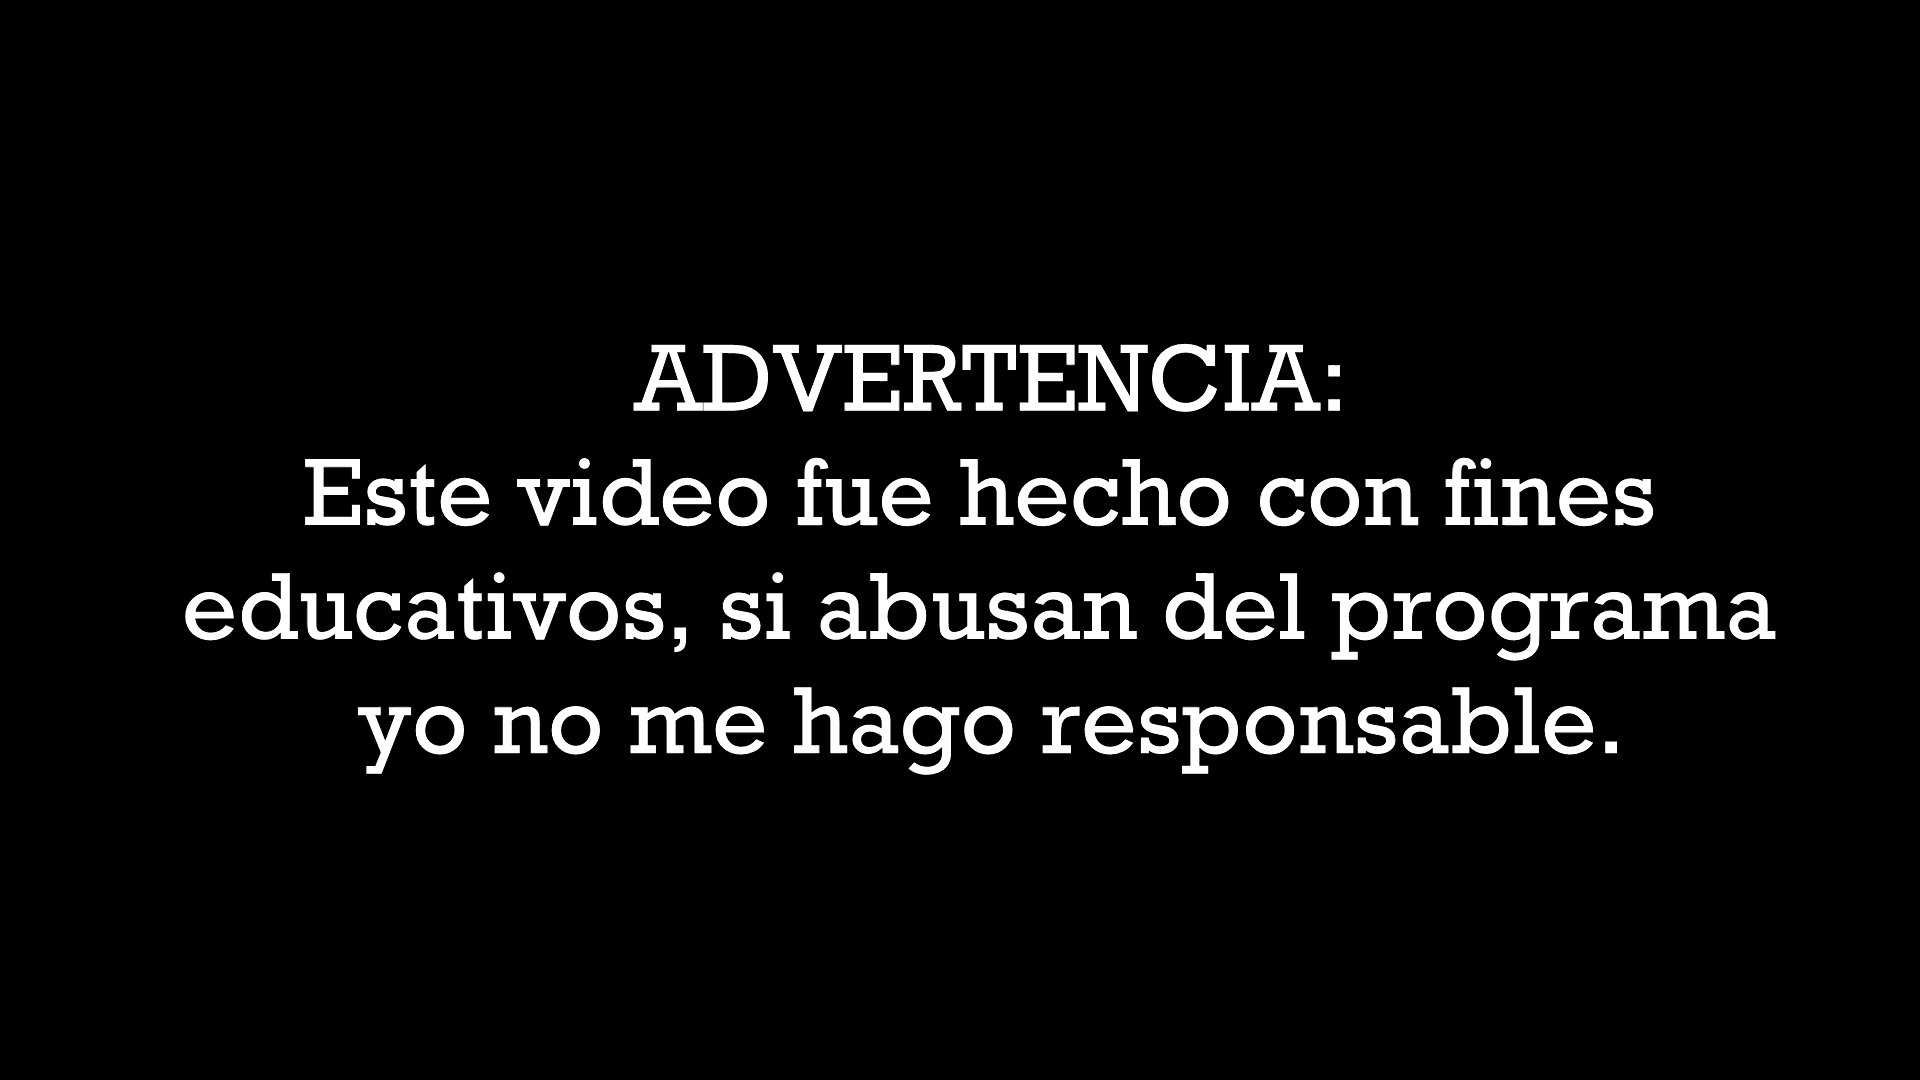 ADVERTENCIA:
Este video fue hecho con fines
educativos, si abusan del programa
yo no me hago responsable.